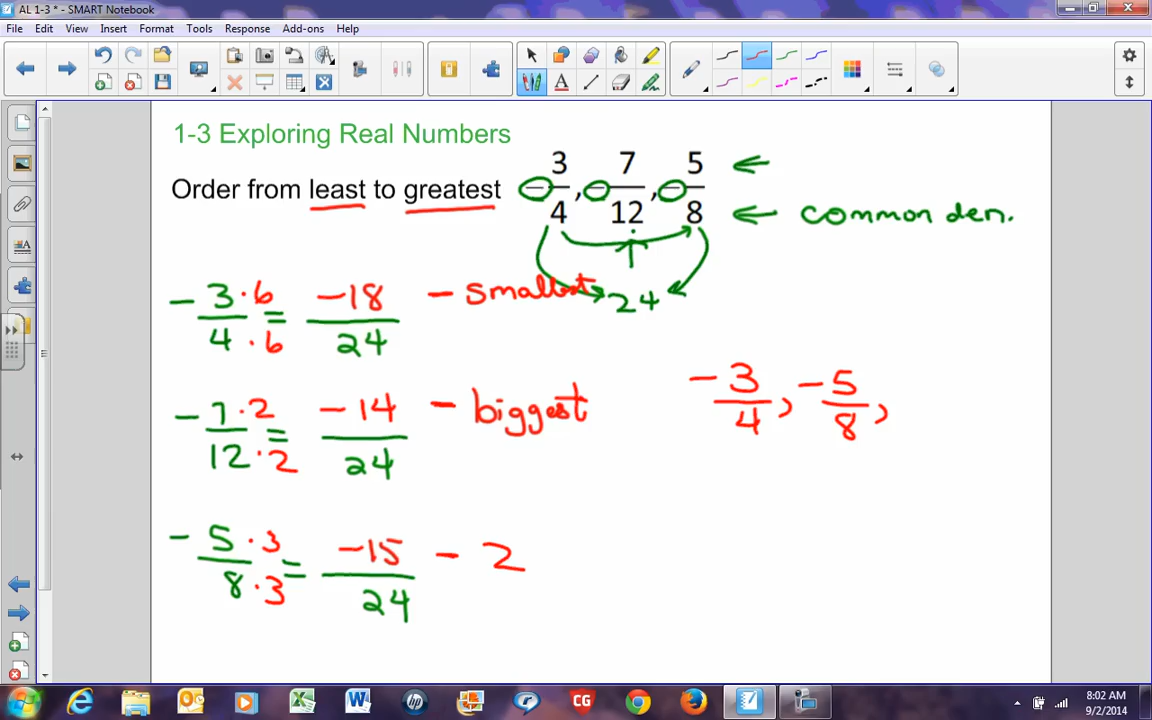 AL 1-3 * - SMART Notebook
File Edit View Insert Format Tools Response Add-ons Help
1-3 Exploring Real Numbers
Order from least to greatest -3/4, -7/12, -5/8 ←
← common den.
24
-3·6/4·6 = -18/24 - smallest
-7·2/12·2 = -14/24 - biggest
-3/4, -5/8,
-5·3/8·3 = -15/24 - 2
8:02 AM
9/2/2014